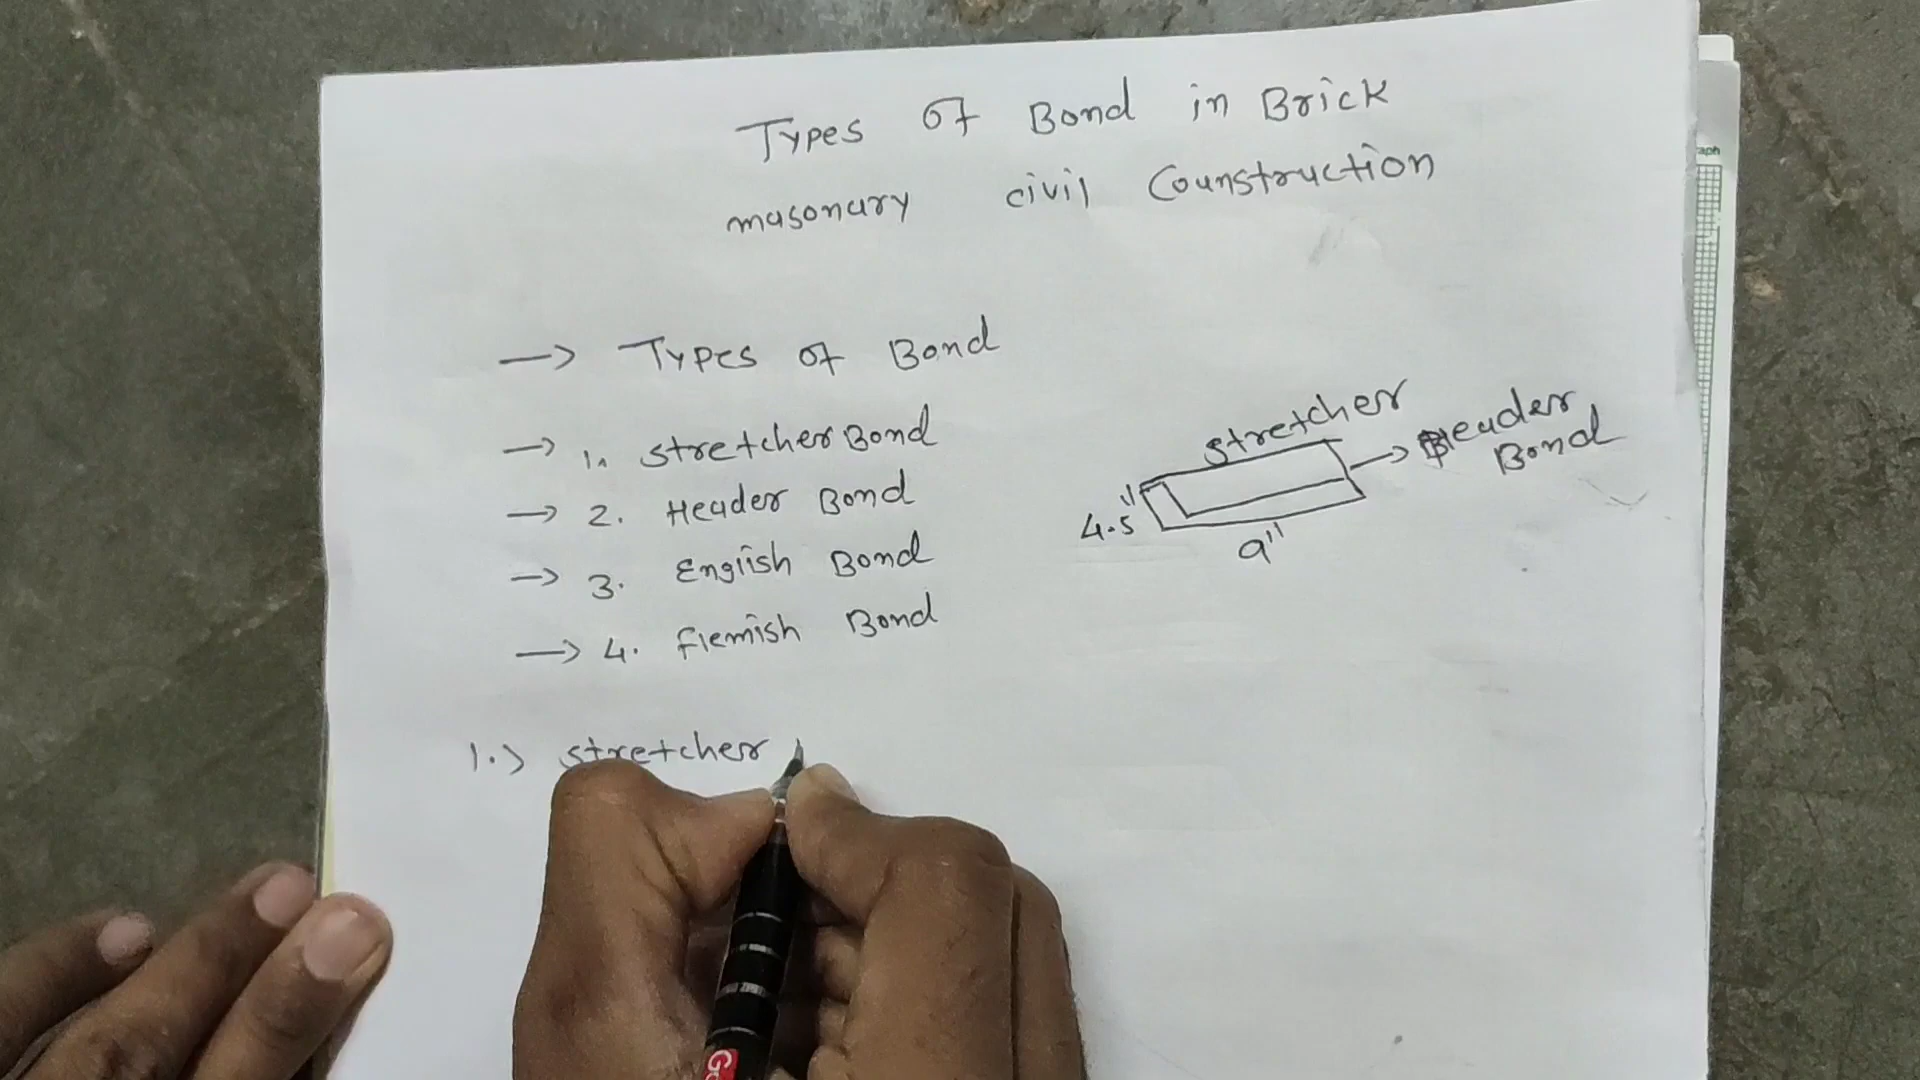 Types Of Bond in Brick
masonary civil Counstruction
→ Types of Bond
→ 1. stretcher Bond
→ 2. Header Bond
→ 3. English Bond
→ 4. flemish Bond
stretcher
→ Header
Bond
4.5"
9"
1.> stretcher
aph